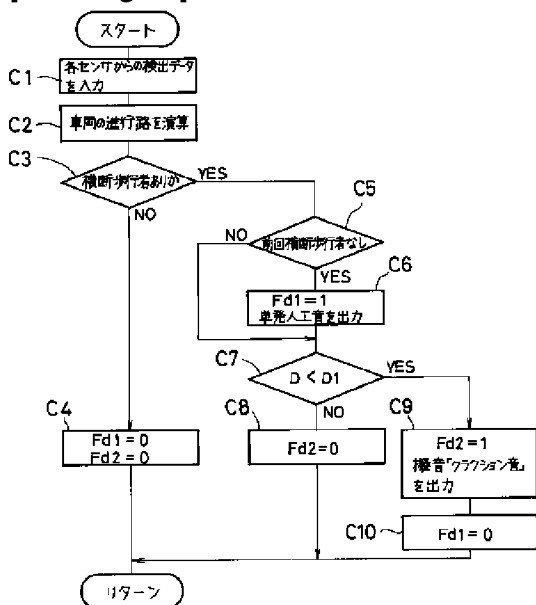 スタート
C1
各センサからの検出データ
を入力
C2
車両の進行路を演算
C3
横断歩行者ありか
YES
NO
C5
前回横断歩行者なし
NO
YES
C6
Fd1=1
単発人工音を出力
C7
D<D1
YES
NO
C4
Fd1=0
Fd2=0
C8
Fd2=0
C9
Fd2=1
擬音「クラクション音」
を出力
C10
Fd1=0
リターン